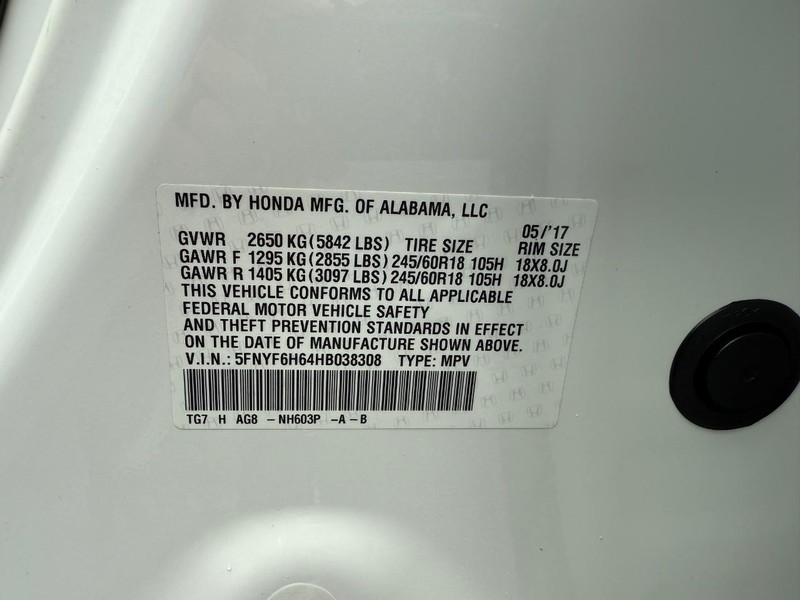 MFD. BY HONDA MFG. OF ALABAMA, LLC
05/'17
GVWR 2650 KG(5842 LBS) TIRE SIZE RIM SIZE
GAWR F 1295 KG(2855 LBS)245/60R18 105H 18X8.0J
GAWR R 1405 KG(3097 LBS)245/60R18 105H 18X8.0J
THIS VEHICLE CONFORMS TO ALL APPLICABLE
FEDERAL MOTOR VEHICLE SAFETY
AND THEFT PREVENTION STANDARDS IN EFFECT
ON THE DATE OF MANUFACTURE SHOWN ABOVE.
V.I.N.: 5FNYF6H64HB038308 TYPE: MPV
TG7 H AG8 -NH603P -A-B